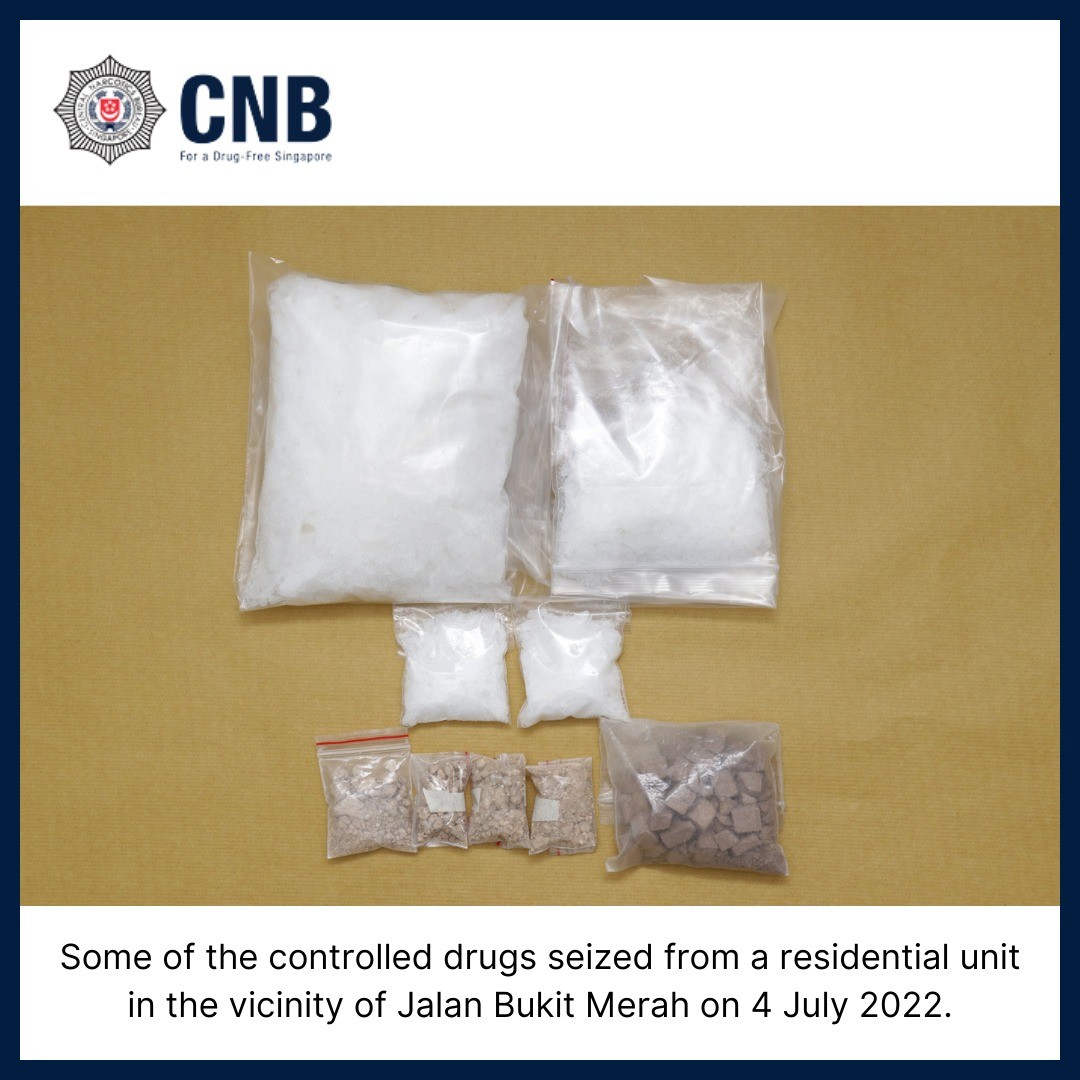 CENTRAL NARCOTICS BUREAU
SINGAPORE
CNB
For a Drug-Free Singapore
Some of the controlled drugs seized from a residential unit
in the vicinity of Jalan Bukit Merah on 4 July 2022.